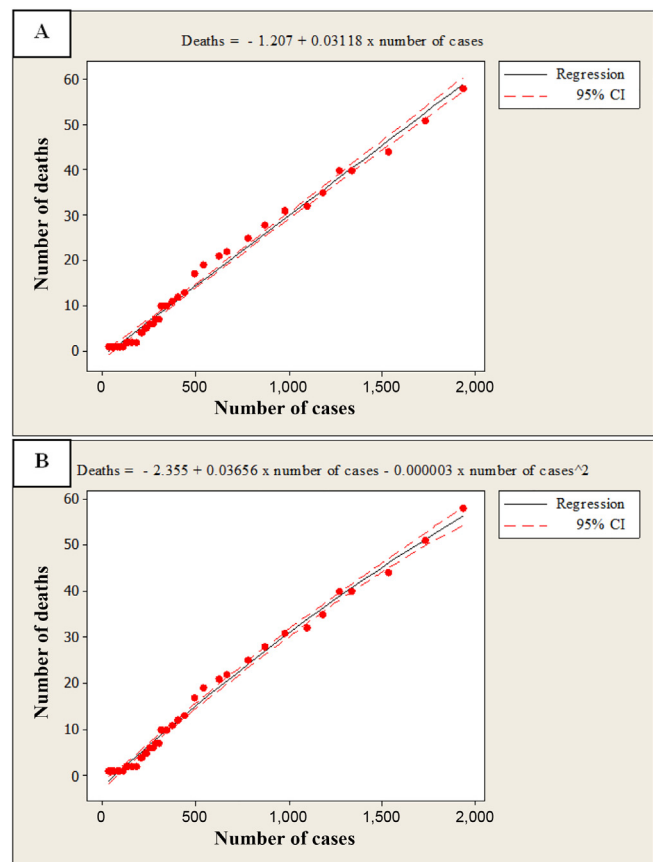 A
Deaths = - 1.207 + 0.03118 x number of cases
Regression
95% CI
Number of deaths
60
50
40
30
20
10
0
0 500 1,000 1,500 2,000
Number of cases
B
Deaths = - 2.355 + 0.03656 x number of cases - 0.000003 x number of cases^2
Regression
95% CI
Number of deaths
60
50
40
30
20
10
0
0 500 1,000 1,500 2,000
Number of cases